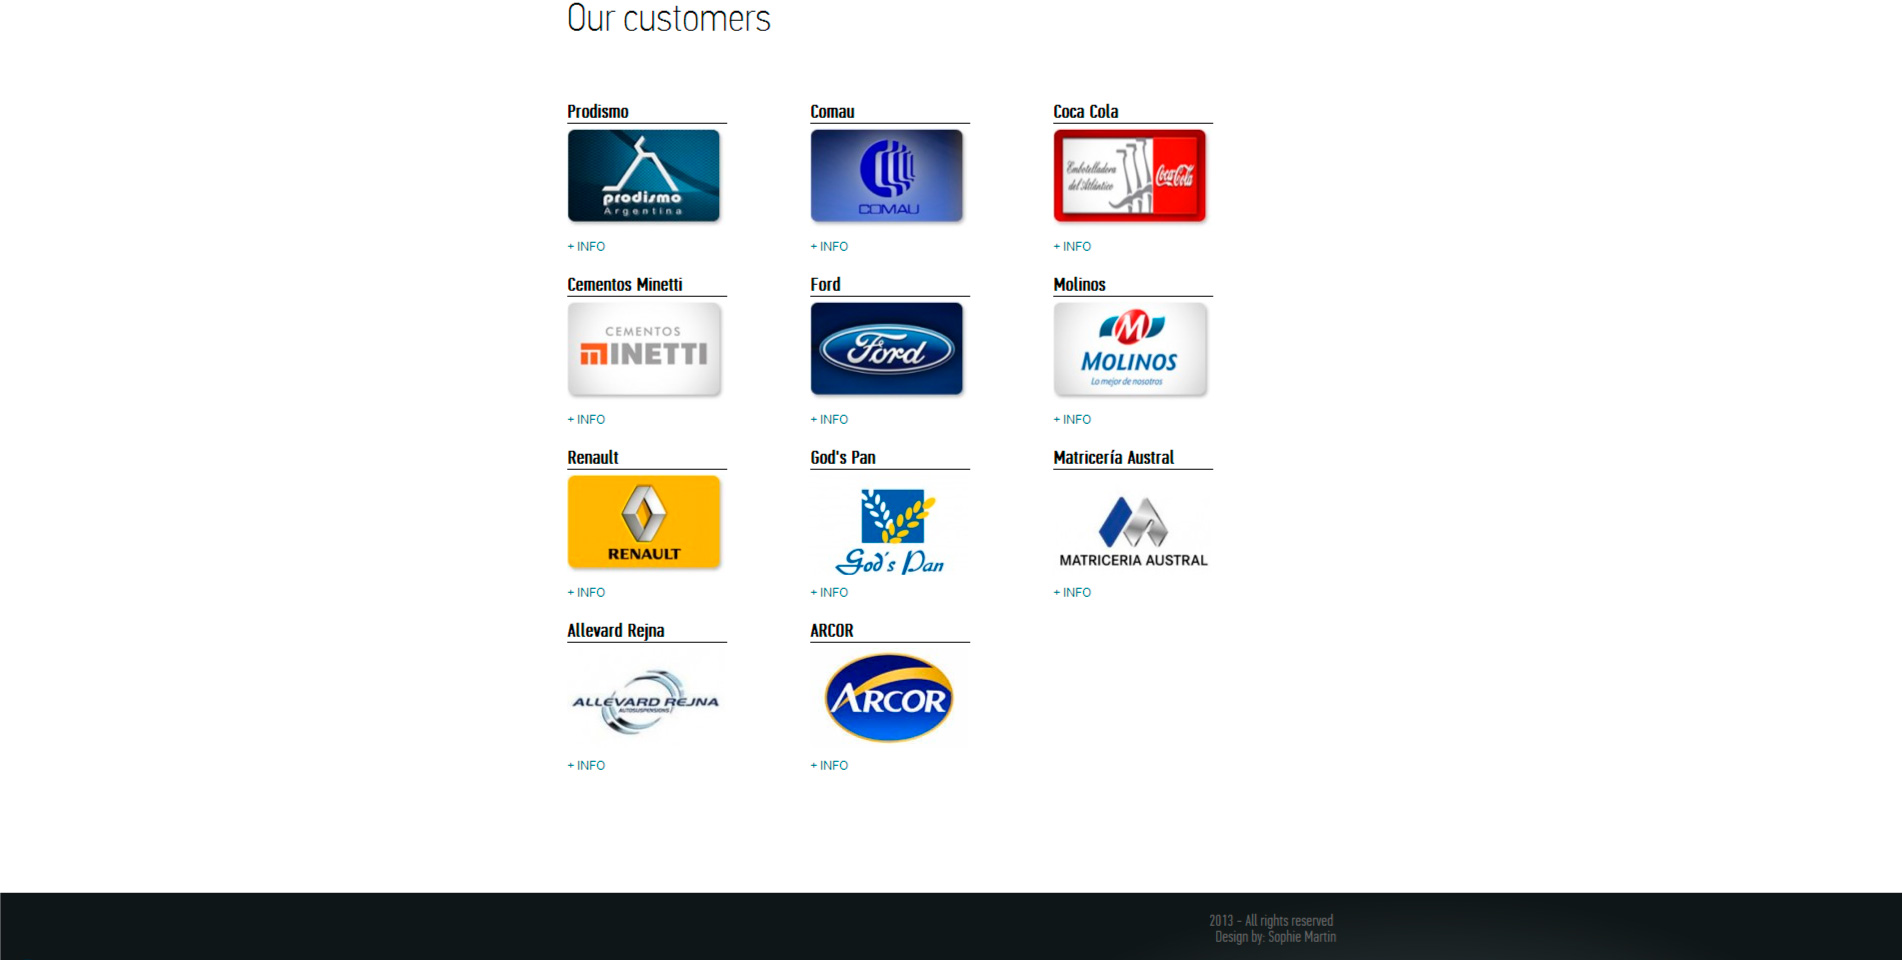 Our customers
Prodismo
Comau
Coca Cola
prodismo
Argentina
COMAU
Embotelladora
del Atlántico
Coca-Cola
+ INFO
+ INFO
+ INFO
Cementos Minetti
Ford
Molinos
CEMENTOS
MINETTI
Ford
M
MOLINOS
Lo mejor de nosotros
+ INFO
+ INFO
+ INFO
Renault
God's Pan
Matricería Austral
RENAULT
God's Pan
MATRICERIA AUSTRAL
+ INFO
+ INFO
+ INFO
Allevard Rejna
ARCOR
ALLEVARD REJNA
AUTOSUSPENSIONS
ARCOR
+ INFO
+ INFO
2013 - All rights reserved
Design by: Sophie Martin